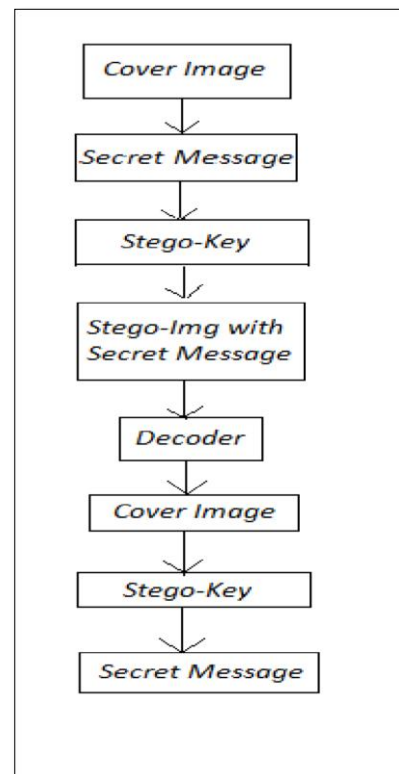 Cover Image
Secret Message
Stego-Key
Stego-Img with
Secret Message
Decoder
Cover Image
Stego-Key
Secret Message